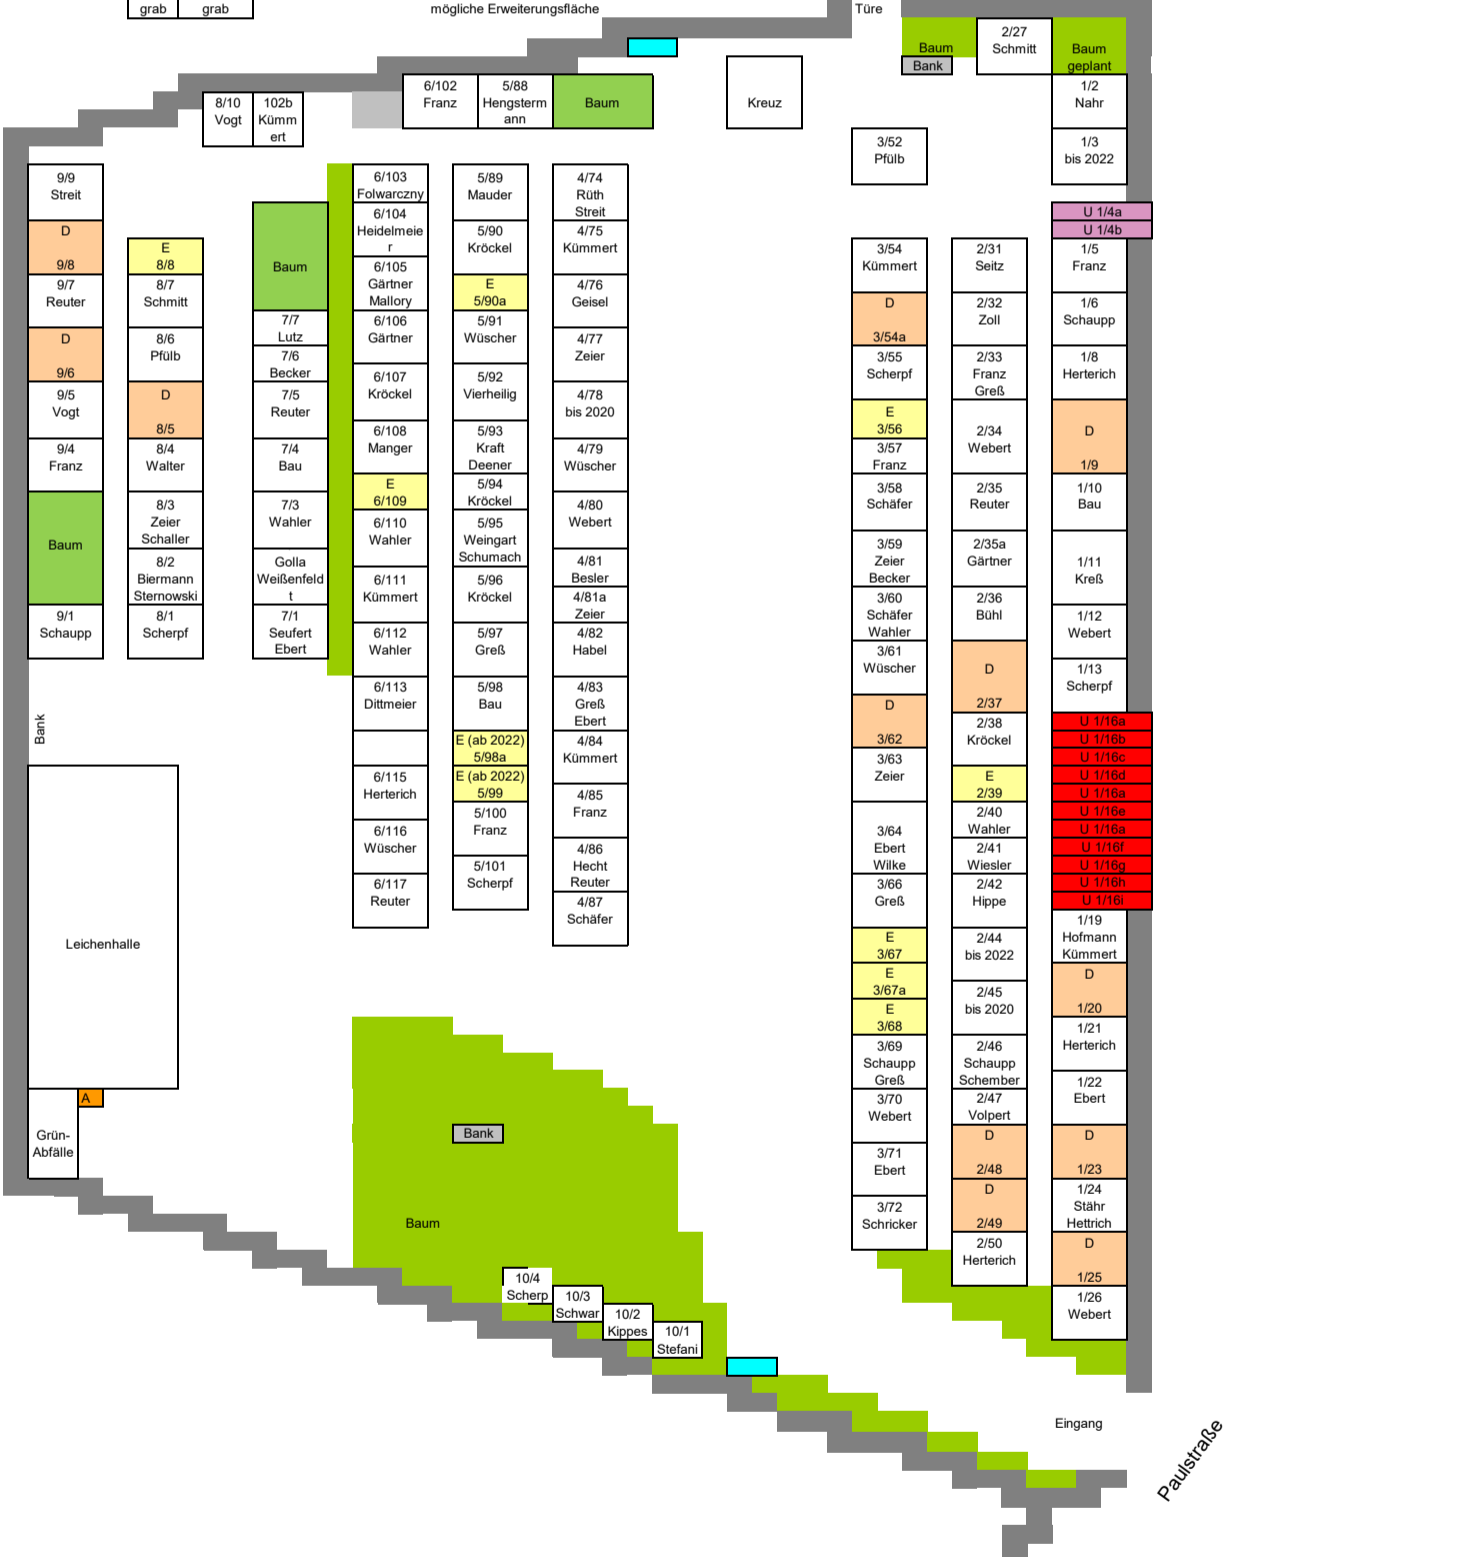 grab
grab
mögliche Erweiterungsfläche
Türe
Baum
Bank
2/27
Schmitt
Baum
geplant
8/10
Vogt
102b
Kümm
ert
6/102
Franz
5/88
Hengsterm
ann
Baum
Kreuz
3/52
Pfülb
1/2
Nahr
1/3
bis 2022
U 1/4a
U 1/4b
9/9
Streit
D
9/8
9/7
Reuter
D
9/6
9/5
Vogt
9/4
Franz
Baum
9/1
Schaupp
E
8/8
8/7
Schmitt
8/6
Pfülb
D
8/5
8/4
Walter
8/3
Zeier
Schaller
8/2
Biermann
Sternowski
8/1
Scherpf
Baum
7/7
Lutz
7/6
Becker
7/5
Reuter
7/4
Bau
7/3
Wahler
Golla
Weißenfeld
t
7/1
Seufert
Ebert
6/103
Folwarczny
6/104
Heidelmeie
r
6/105
Gärtner
Mallory
6/106
Gärtner
6/107
Kröckel
6/108
Manger
E
6/109
6/110
Wahler
6/111
Kümmert
6/112
Wahler
6/113
Dittmeier
6/115
Herterich
6/116
Wüscher
6/117
Reuter
5/89
Mauder
5/90
Kröckel
E
5/90a
5/91
Wüscher
5/92
Vierheilig
5/93
Kraft
Deener
5/94
Kröckel
5/95
Weingart
Schumach
5/96
Kröckel
5/97
Greß
5/98
Bau
E (ab 2022)
5/98a
E (ab 2022)
5/99
5/100
Franz
5/101
Scherpf
4/74
Rüth
Streit
4/75
Kümmert
4/76
Geisel
4/77
Zeier
4/78
bis 2020
4/79
Wüscher
4/80
Webert
4/81
Besler
4/81a
Zeier
4/82
Habel
4/83
Greß
Ebert
4/84
Kümmert
4/85
Franz
4/86
Hecht
Reuter
4/87
Schäfer
3/54
Kümmert
D
3/54a
3/55
Scherpf
E
3/56
3/57
Franz
3/58
Schäfer
3/59
Zeier
Becker
3/60
Schäfer
Wahler
3/61
Wüscher
D
3/62
3/63
Zeier
3/64
Ebert
Wilke
3/66
Greß
E
3/67
E
3/67a
E
3/68
3/69
Schaupp
Greß
3/70
Webert
3/71
Ebert
3/72
Schricker
2/31
Seitz
2/32
Zoll
2/33
Franz
Greß
2/34
Webert
2/35
Reuter
2/35a
Gärtner
2/36
Bühl
D
2/37
2/38
Kröckel
E
2/39
2/40
Wahler
2/41
Wiesler
2/42
Hippe
2/44
bis 2022
2/45
bis 2020
2/46
Schaupp
Schember
2/47
Volpert
D
2/48
D
2/49
2/50
Herterich
1/5
Franz
1/6
Schaupp
1/8
Herterich
D
1/9
1/10
Bau
1/11
Kreß
1/12
Webert
1/13
Scherpf
U 1/16a
U 1/16b
U 1/16c
U 1/16d
U 1/16a
U 1/16e
U 1/16a
U 1/16f
U 1/16g
U 1/16h
U 1/16i
1/19
Hofmann
Kümmert
D
1/20
1/21
Herterich
1/22
Ebert
D
1/23
1/24
Stähr
Hettrich
D
1/25
1/26
Webert
Bank
Leichenhalle
A
Grün-
Abfälle
Bank
Baum
10/4
Scherp
10/3
Schwar
10/2
Kippes
10/1
Stefani
Eingang
Paulstraße